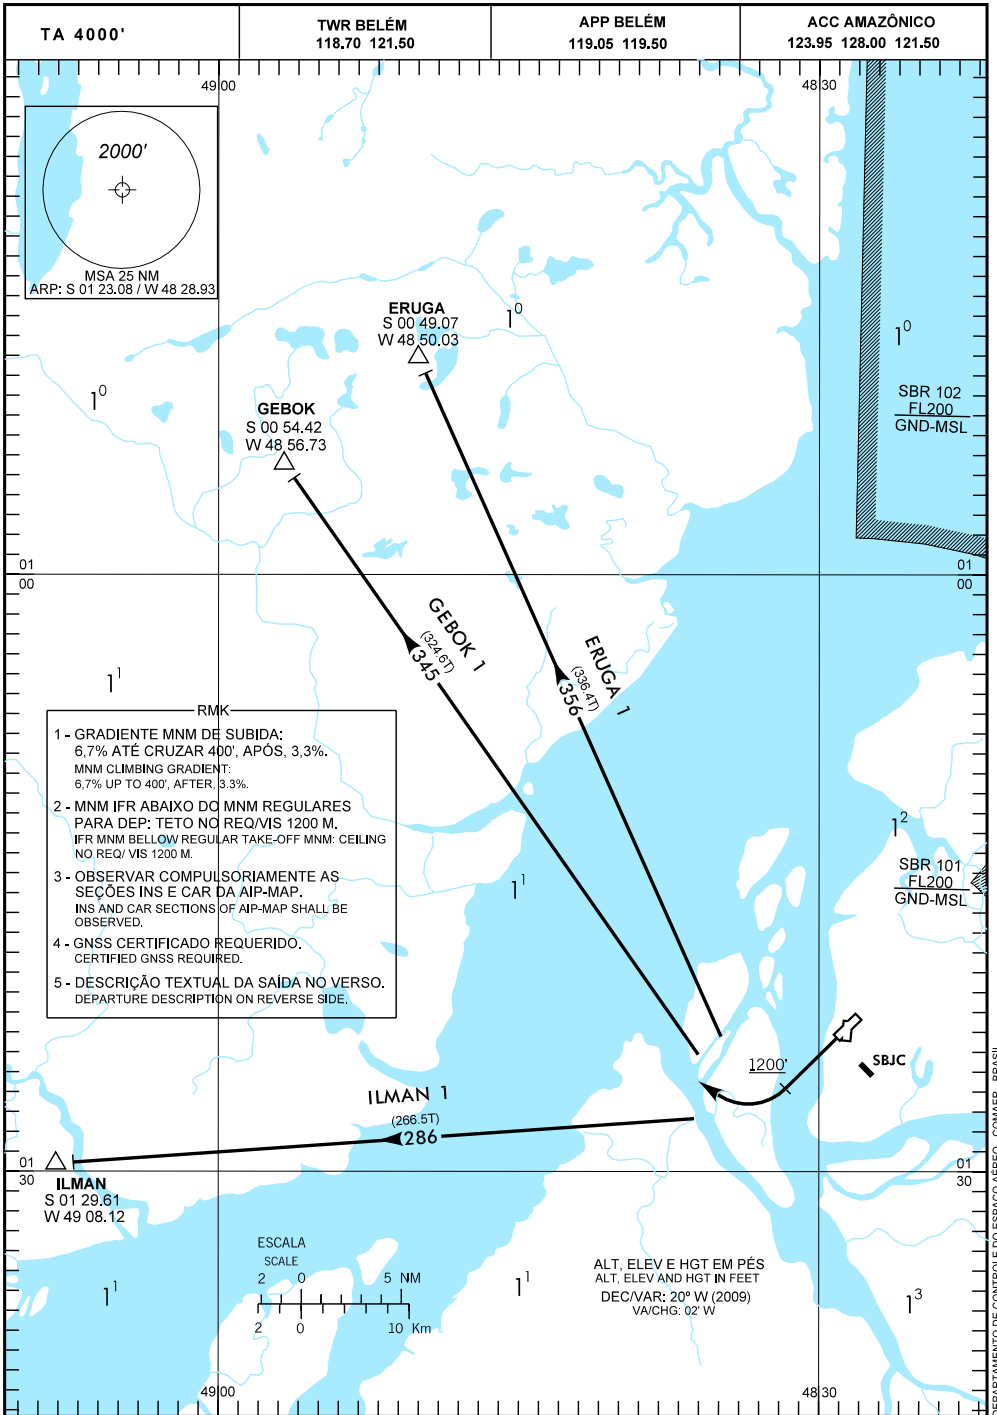 TA 4000'
TWR BELÉM
118.70 121.50
APP BELÉM
119.05 119.50
ACC AMAZÔNICO
123.95 128.00 121.50
49 00
48 30
2000'
MSA 25 NM
ARP: S 01 23.08 / W 48 28.93
ERUGA
S 00 49.07
W 48 50.03
1 0
1 0
SBR 102
FL200
GND-MSL
1 0
GEBOK
S 00 54.42
W 48 56.73
01
00
01
00
GEBOK 1
(324.6T)
345
ERUGA 1
(336.4T)
356
1 1
RMK
1 - GRADIENTE MNM DE SUBIDA:
6,7% ATÉ CRUZAR 400', APÓS, 3,3%.
MNM CLIMBING GRADIENT:
6,7% UP TO 400', AFTER, 3.3%.
2 - MNM IFR ABAIXO DO MNM REGULARES
PARA DEP: TETO NO REQ/VIS 1200 M.
IFR MNM BELLOW REGULAR TAKE-OFF MNM: CEILING
NO REQ/ VIS 1200 M.
3 - OBSERVAR COMPULSORIAMENTE AS
SEÇÕES INS E CAR DA AIP-MAP.
INS AND CAR SECTIONS OF AIP-MAP SHALL BE
OBSERVED.
4 - GNSS CERTIFICADO REQUERIDO.
CERTIFIED GNSS REQUIRED.
5 - DESCRIÇÃO TEXTUAL DA SAÍDA NO VERSO.
DEPARTURE DESCRIPTION ON REVERSE SIDE.
1 2
SBR 101
FL200
GND-MSL
1 1
1200'
SBJC
ILMAN 1
(266.5T)
286
01
30
01
30
ILMAN
S 01 29.61
W 49 08.12
ESCALA
SCALE
2 0 5 NM
2 0 10 Km
1 1
1 1
ALT, ELEV E HGT EM PÉS
ALT, ELEV AND HGT IN FEET
DEC/VAR: 20º W (2009)
VA/CHG: 02' W
1 3
49 00
48 30
DEPARTAMENTO DE CONTROLE DO ESPAÇO AÉREO COMAER BRASIL